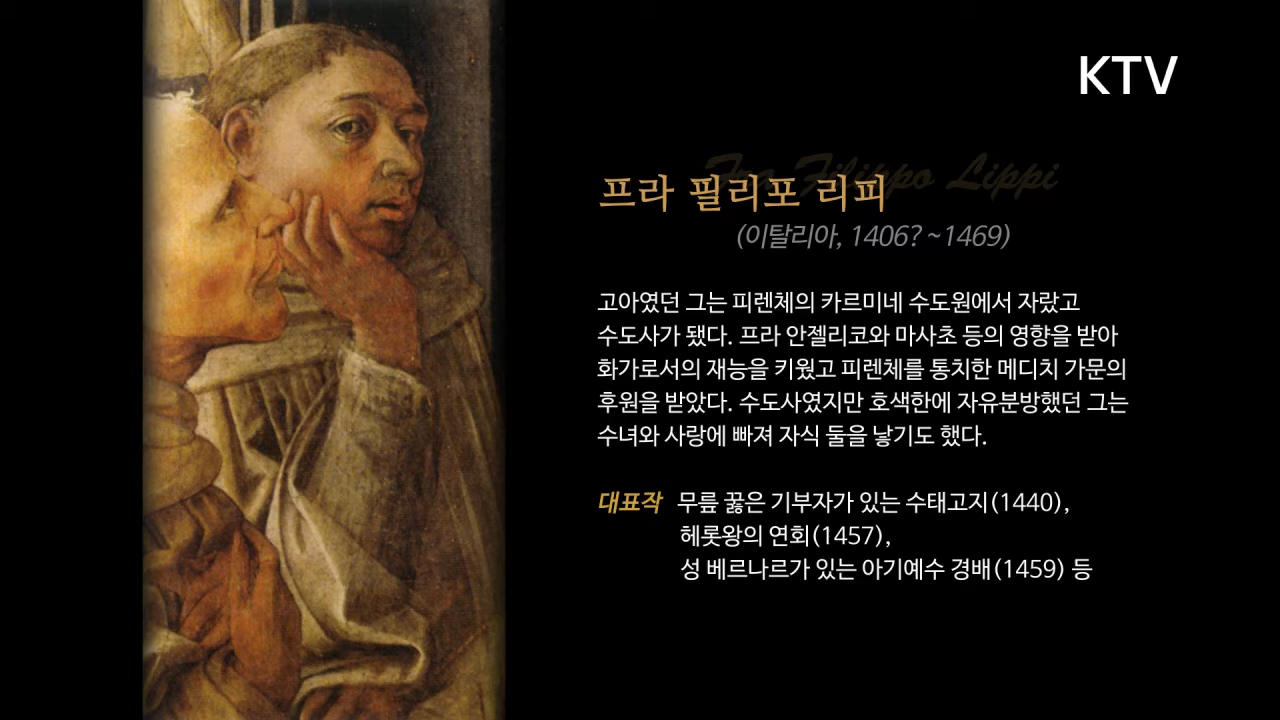 KTV
Fra Filippo Lippi
프라 필리포 리피
(이탈리아, 1406?~1469)
고아였던 그는 피렌체의 카르미네 수도원에서 자랐고
수도사가 됐다. 프라 안젤리코와 마사초 등의 영향을 받아
화가로서의 재능을 키웠고 피렌체를 통치한 메디치 가문의
후원을 받았다. 수도사였지만 호색한에 자유분방했던 그는
수녀와 사랑에 빠져 자식 둘을 낳기도 했다.
대표작 무릎 꿇은 기부자가 있는 수태고지(1440),
헤롯왕의 연회(1457),
성 베르나르가 있는 아기예수 경배(1459) 등